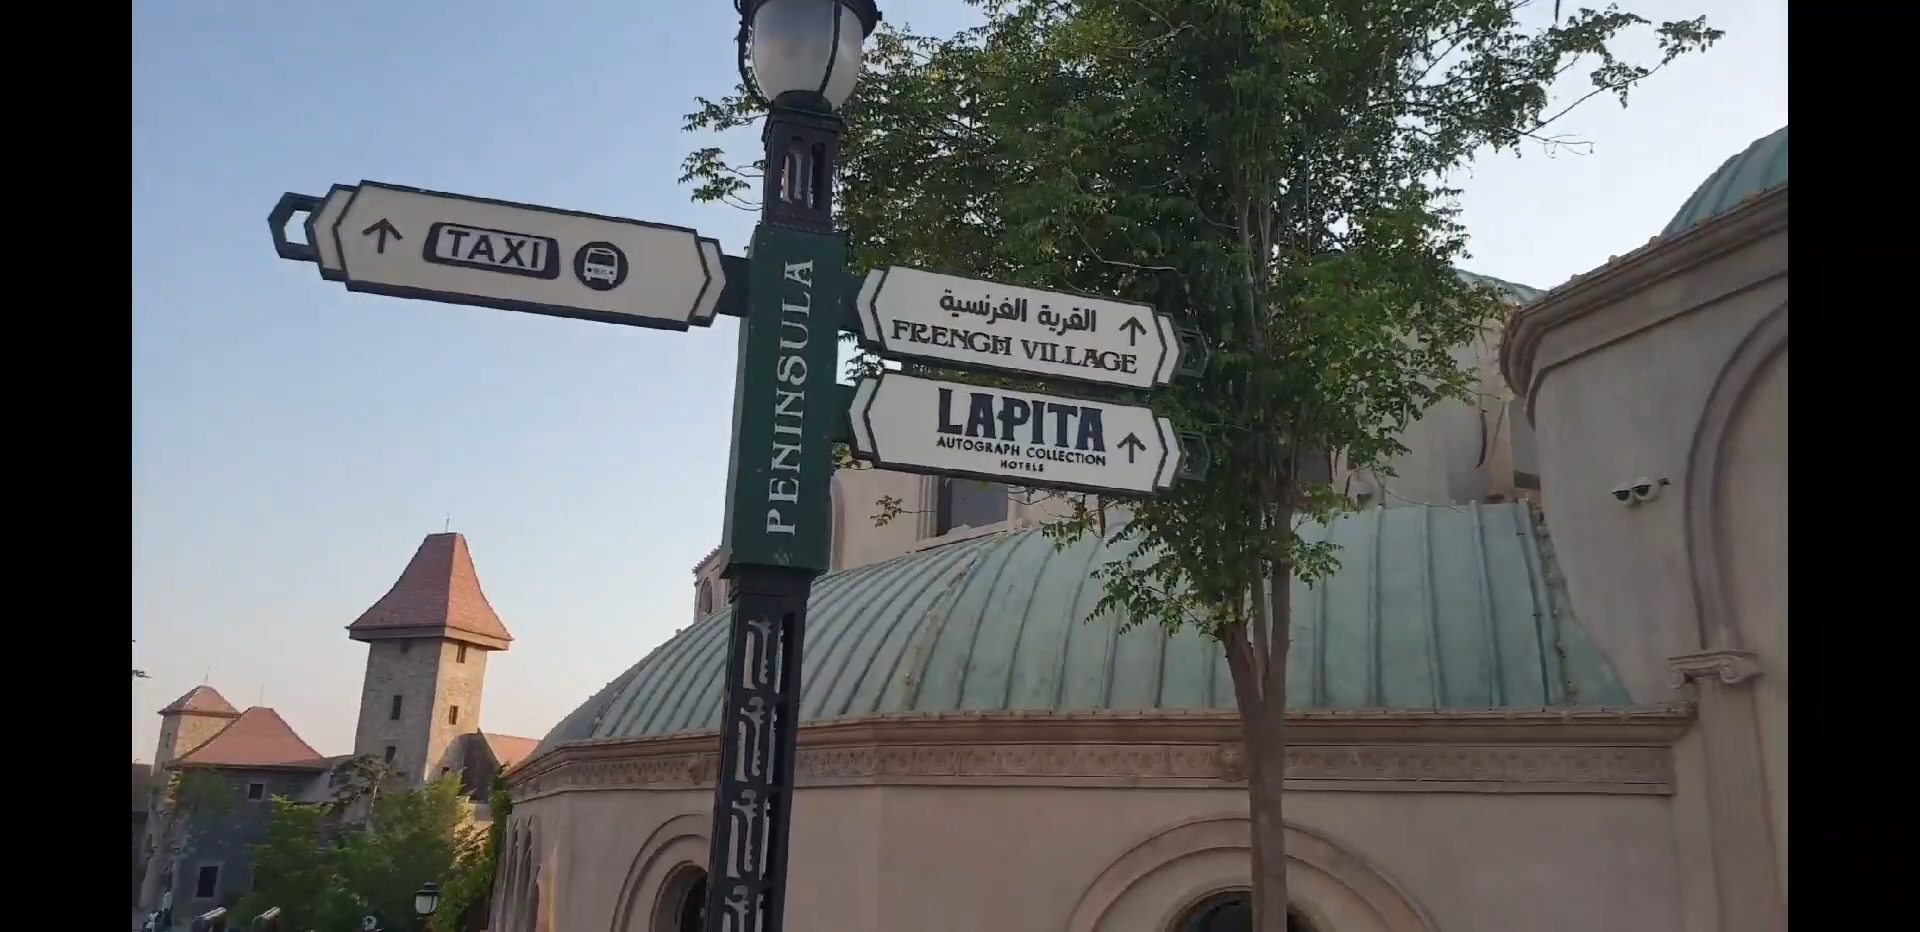 TAXI
PENINSULA
القرية الفرنسية
FRENCH VILLAGE
LAPITA
AUTOGRAPH COLLECTION
HOTELS